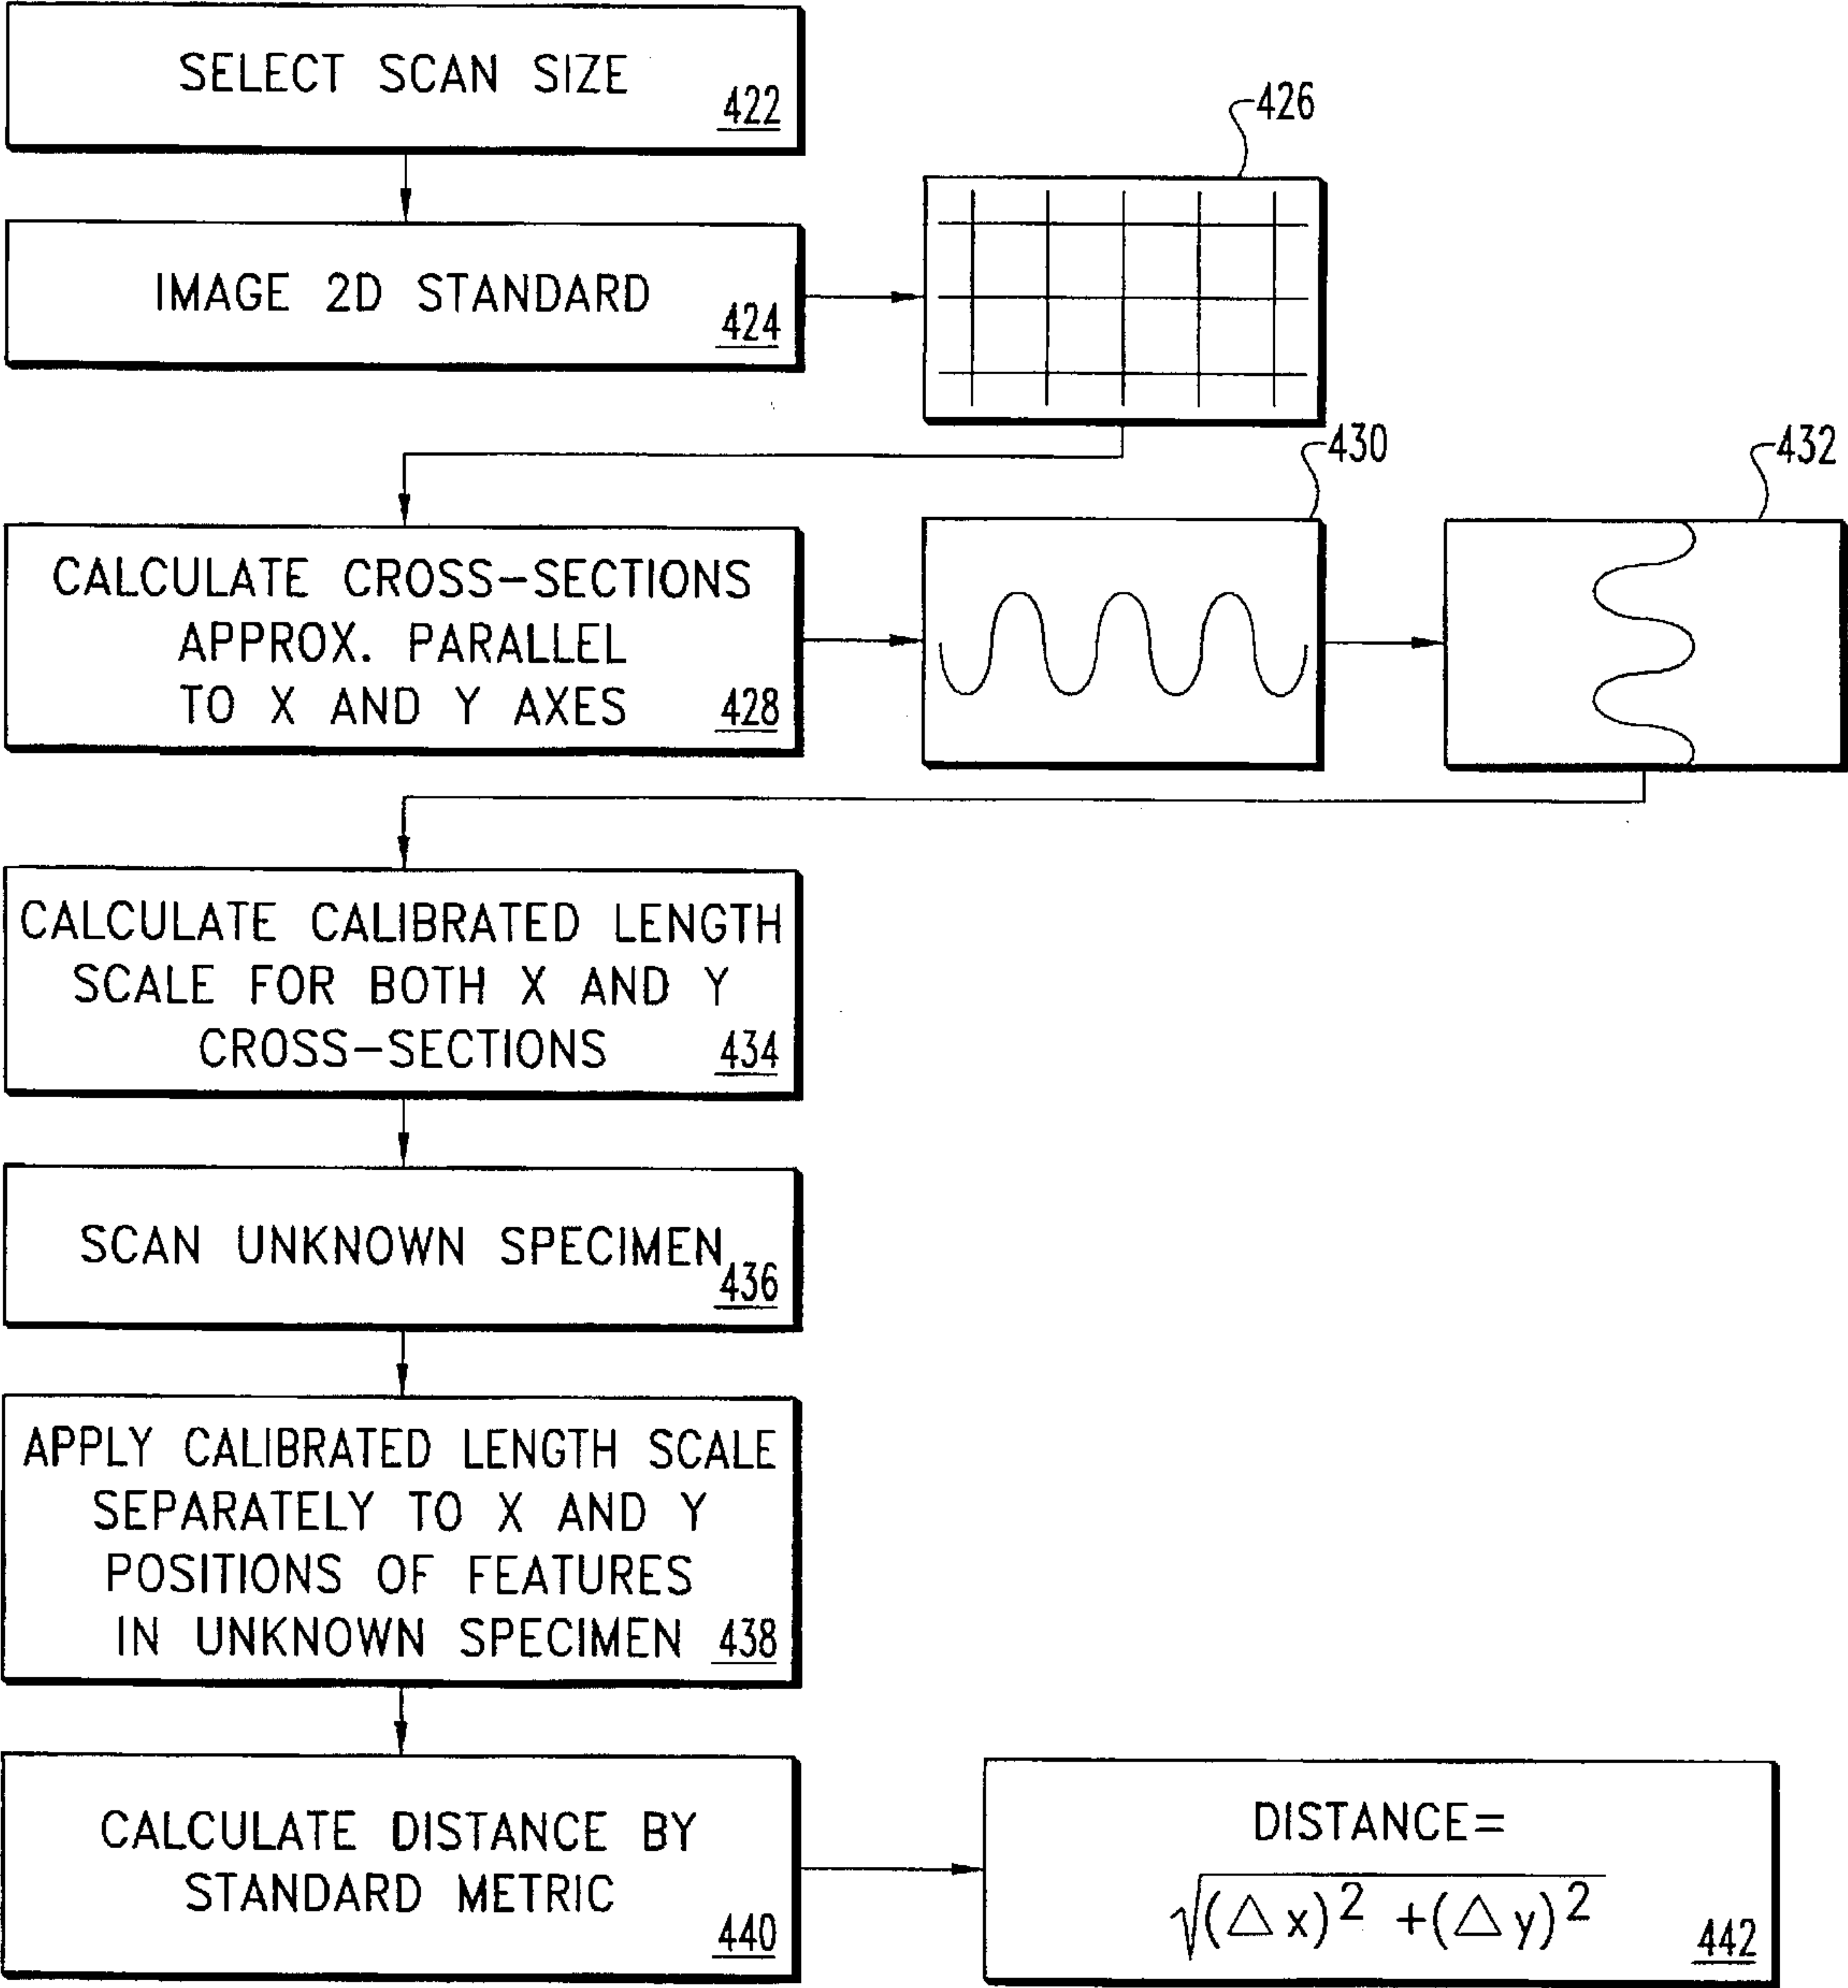 SELECT SCAN SIZE
422
426
IMAGE 2D STANDARD
424
430
432
CALCULATE CROSS-SECTIONS
APPROX. PARALLEL
TO X AND Y AXES
428
CALCULATE CALIBRATED LENGTH
SCALE FOR BOTH X AND Y
CROSS-SECTIONS
434
SCAN UNKNOWN SPECIMEN
436
APPLY CALIBRATED LENGTH SCALE
SEPARATELY TO X AND Y
POSITIONS OF FEATURES
IN UNKNOWN SPECIMEN
438
CALCULATE DISTANCE BY
STANDARD METRIC
440
DISTANCE=
√(△x)² +(△y)²
442